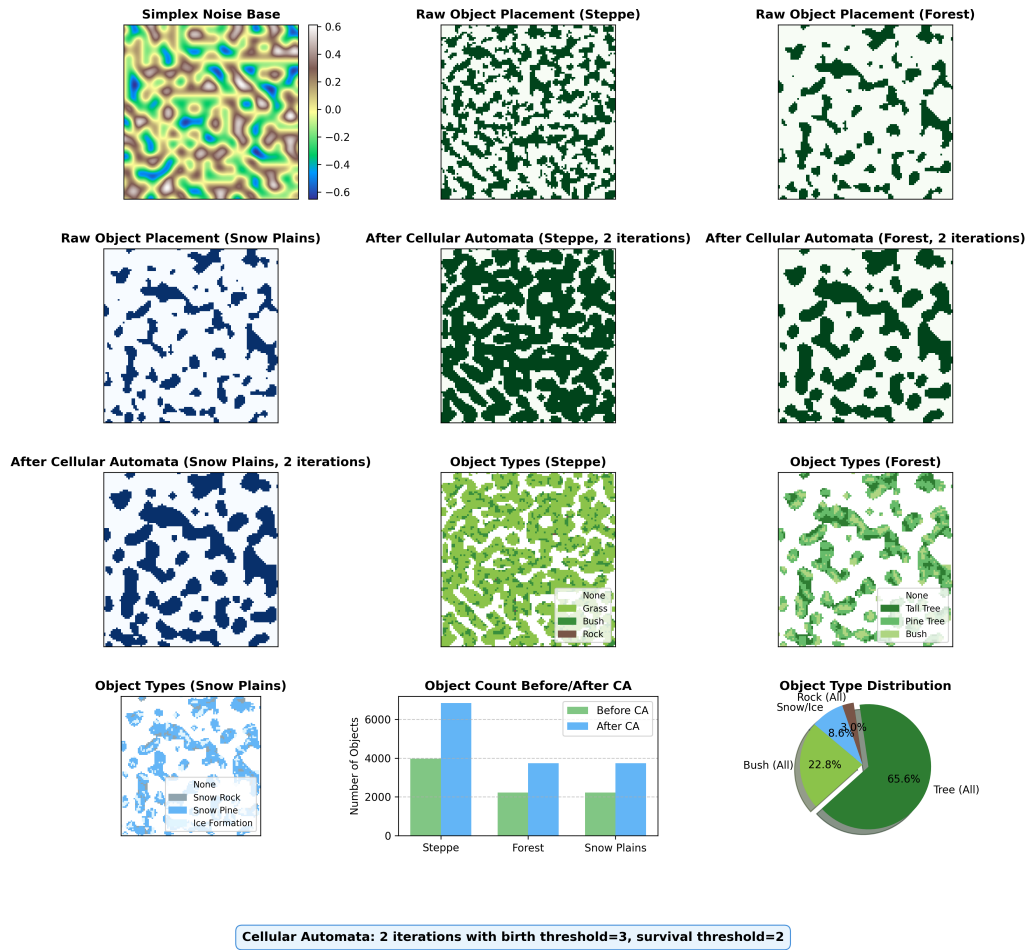 Simplex Noise Base
0.6
0.4
0.2
0.0
−0.2
−0.4
−0.6
Raw Object Placement (Steppe)
Raw Object Placement (Forest)
Raw Object Placement (Snow Plains)
After Cellular Automata (Steppe, 2 iterations)
After Cellular Automata (Forest, 2 iterations)
After Cellular Automata (Snow Plains, 2 iterations)
Object Types (Steppe)
None
Grass
Bush
Rock
Object Types (Forest)
None
Tall Tree
Pine Tree
Bush
Object Types (Snow Plains)
None
Snow Rock
Snow Pine
Ice Formation
Object Count Before/After CA
Number of Objects
6000
4000
2000
0
Before CA
After CA
Steppe
Forest
Snow Plains
Object Type Distribution
Rock (All)
Snow/Ice
3.0%
8.6%
Bush (All)
22.8%
65.6%
Tree (All)
Cellular Automata: 2 iterations with birth threshold=3, survival threshold=2